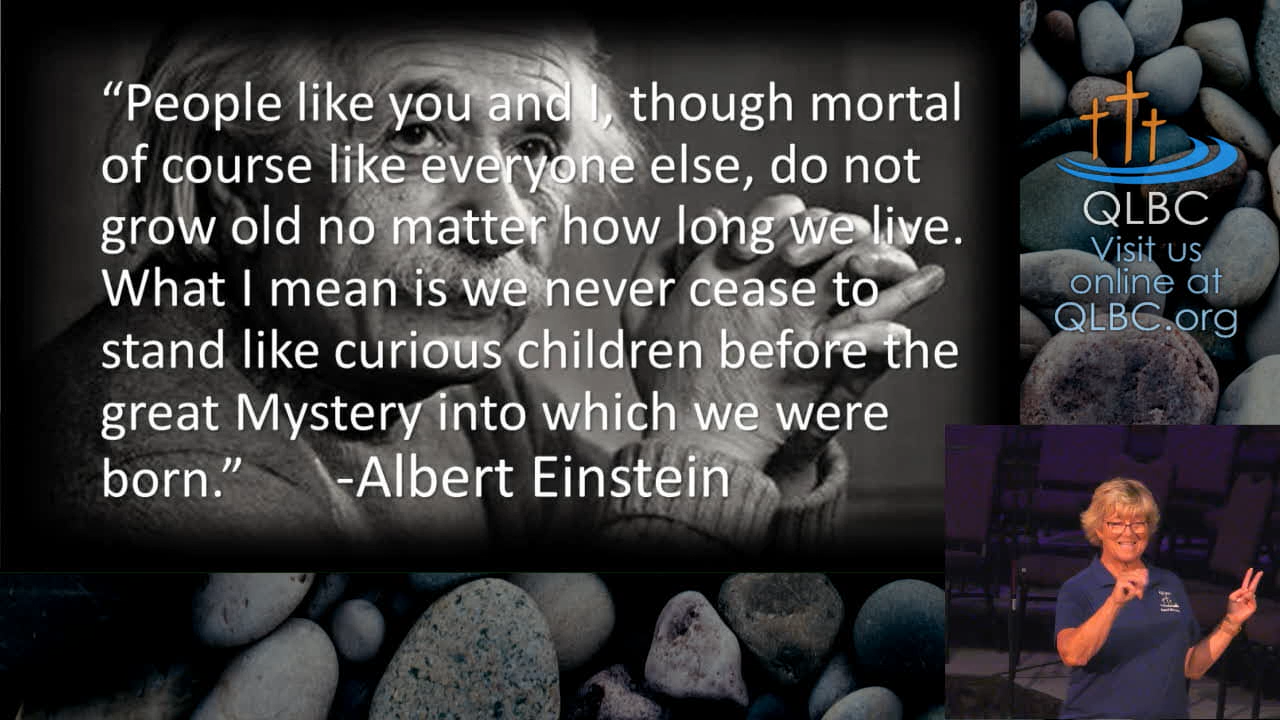 “People like you and I, though mortal
of course like everyone else, do not
grow old no matter how long we live.
What I mean is we never cease to
stand like curious children before the
great Mystery into which we were
born.” -Albert Einstein
QLBC
Visit us
online at
QLBC.org